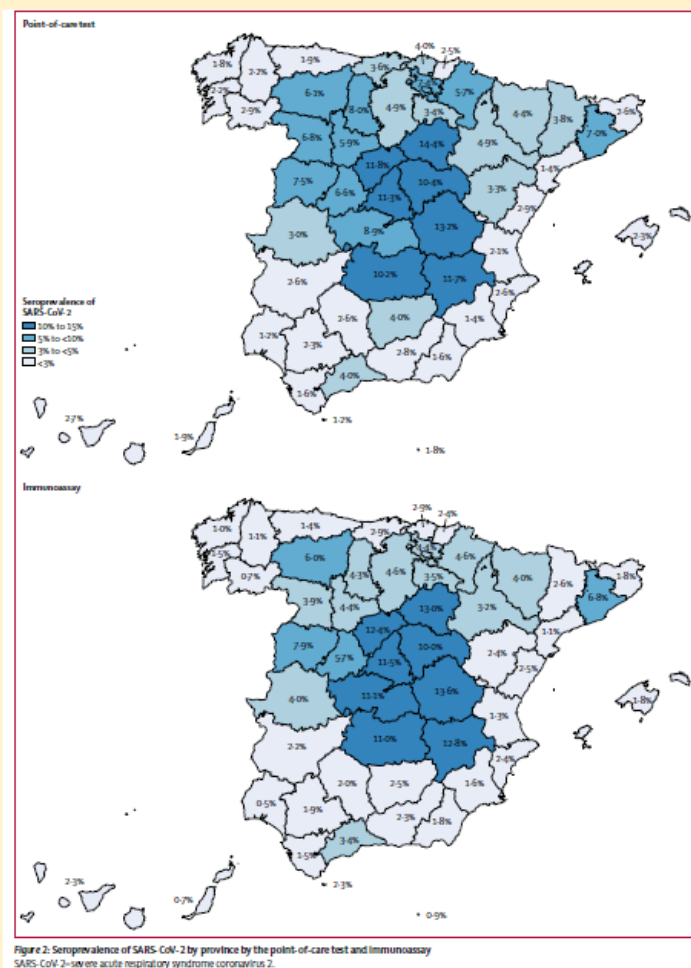 Point-of-care test
4·0% 2·5%
1·8% 2·2% 1·9% 3·6%
2·2% 2·9% 6·1% 8·0% 4·9% 3·4% 5·7% 4·4% 3·8% 7·0% 2·6%
6·8% 5·9% 14·4% 4·9% 1·4%
7·5% 6·6% 11·8% 11·3% 10·4% 3·3% 2·9%
3·0% 8·9% 13·2% 2·1% 2·3%
2·6% 10·2% 11·7% 2·6%
1·2% 2·3% 2·6% 4·0% 1·4%
1·6% 4·0% 2·8% 1·6%
Seroprevalence of
SARS-CoV-2
10% to 15%
5% to <10%
3% to <5%
<3%
2·7% 1·9% 1·2%
1·8%
Immunoassay
2·9% 2·4%
1·0% 1·1% 1·4% 2·9%
1·5% 0·7% 6·0% 4·3% 4·6% 3·5% 4·6% 4·0% 2·6% 6·8% 1·8%
3·9% 4·4% 13·0% 3·2% 1·1%
7·9% 5·7% 12·4% 11·5% 10·0% 2·4% 2·5%
4·0% 11·1% 13·6% 1·3% 1·8%
2·2% 11·0% 12·8% 2·4%
0·5% 1·9% 2·0% 2·5% 1·6%
1·5% 3·4% 2·3% 1·8%
2·3% 0·7% 2·3%
0·9%
Figure 2: Seroprevalence of SARS-CoV-2 by province by the point-of-care test and immunoassay
SARS-CoV-2=severe acute respiratory syndrome coronavirus 2.